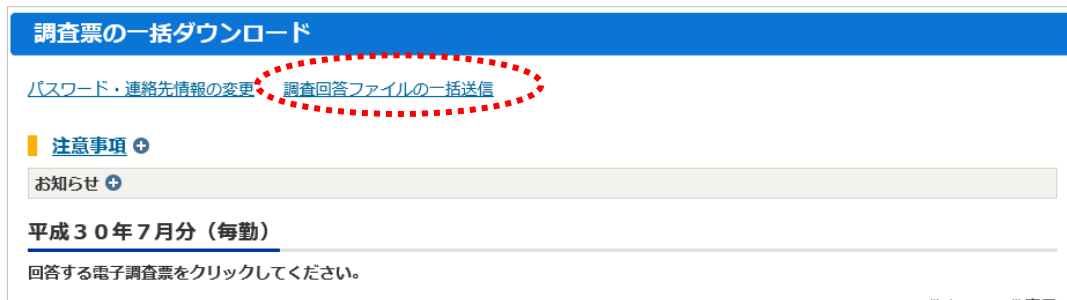 調査票の一括ダウンロード
パスワード・連絡先情報の変更 調査回答ファイルの一括送信
注意事項
お知らせ
平成３０年７月分（毎勤）
回答する電子調査票をクリックしてください。